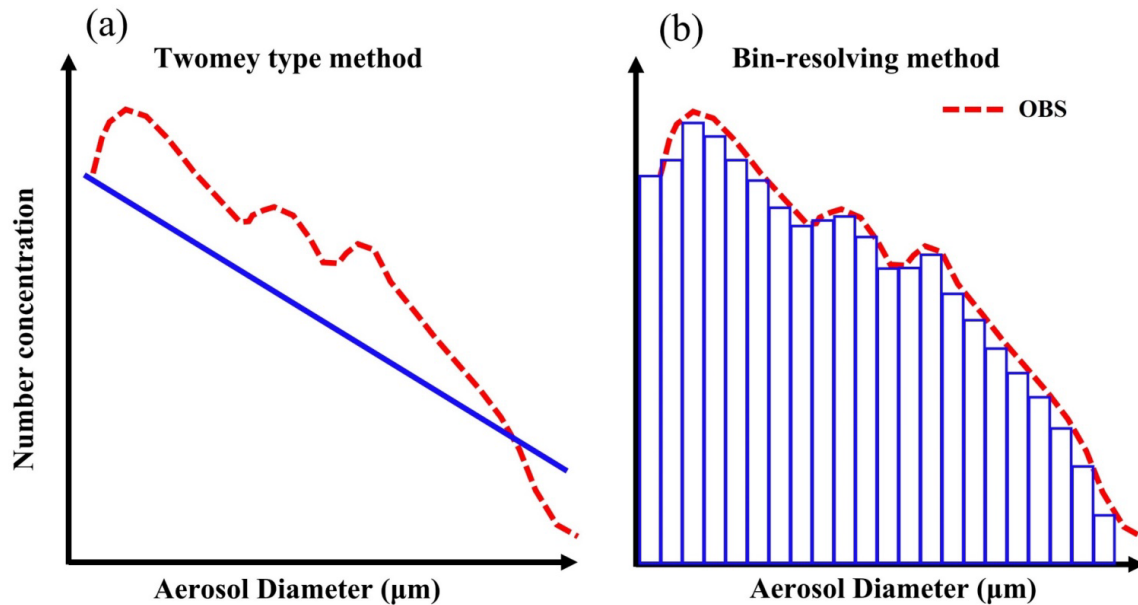 (a)
Twomey type method
Number concentration
Aerosol Diameter (μm)
(b)
Bin-resolving method
OBS
Aerosol Diameter (μm)